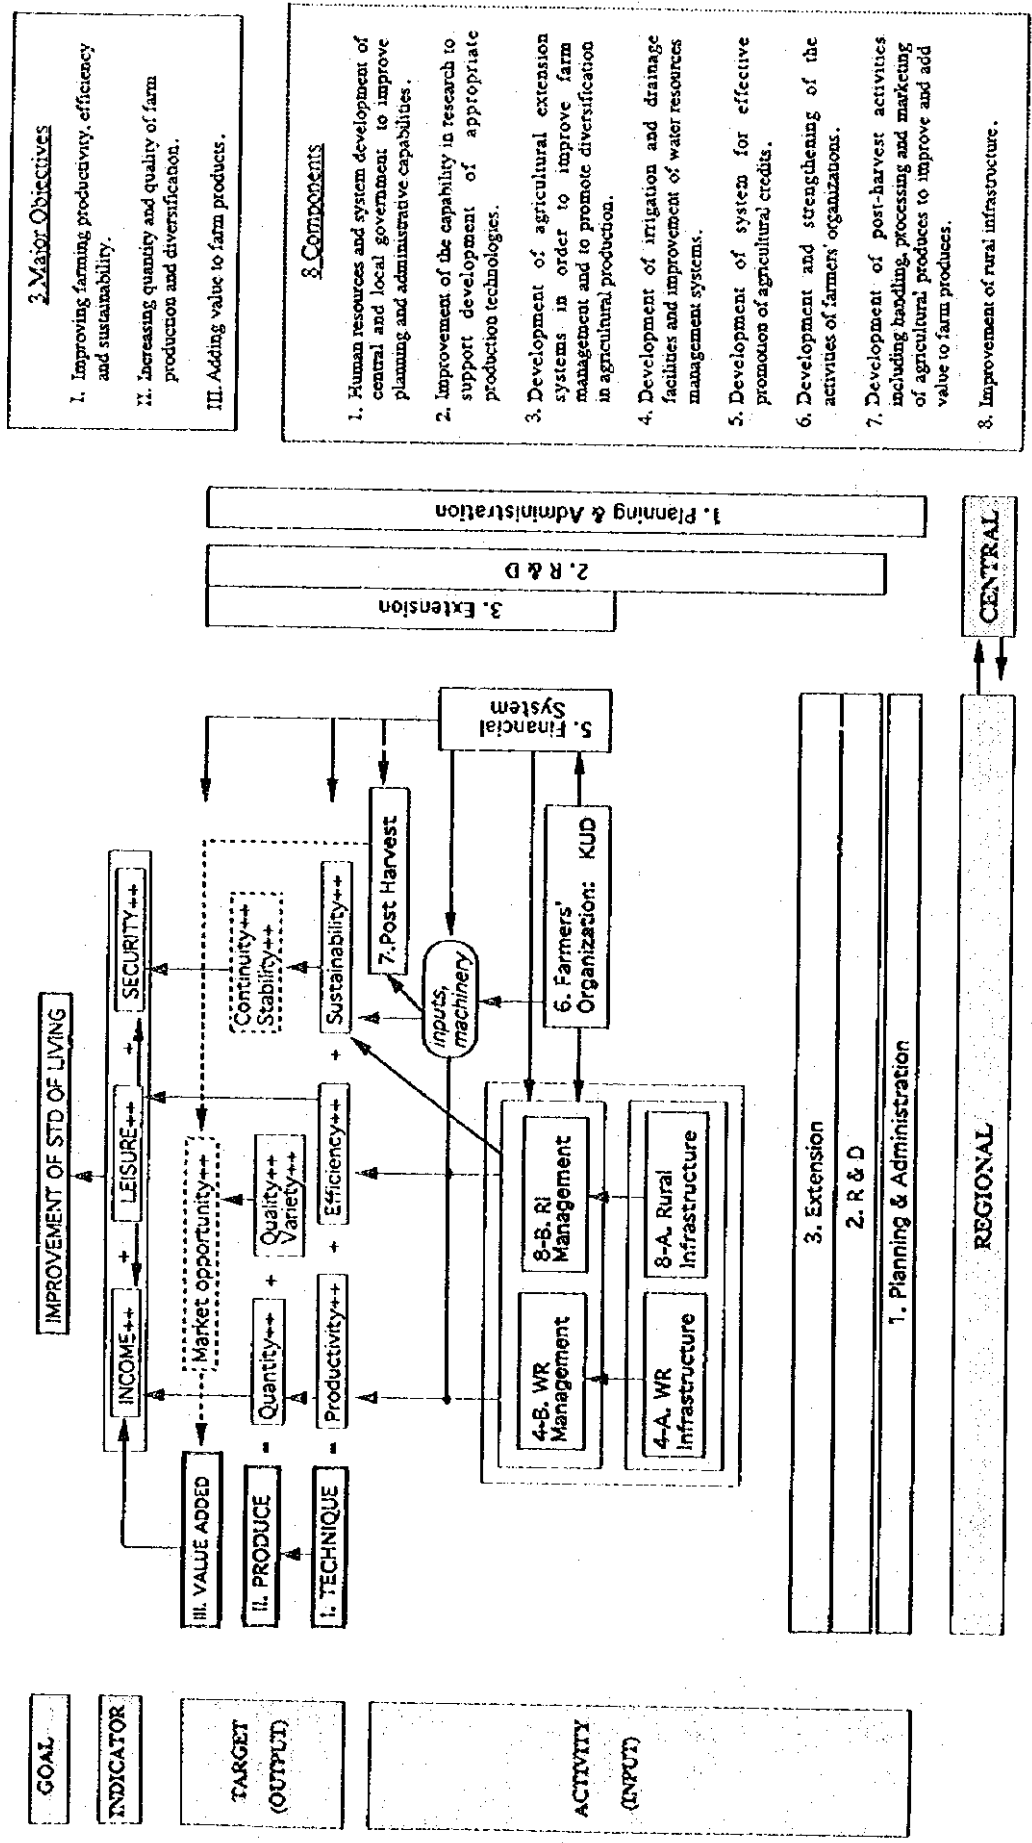 GOAL
IMPROVEMENT OF STD OF LIVING
INDICATOR
INCOME++ + LEISURE++ + SECURITY++
TARGET
(OUTPUT)
III. VALUE ADDED
Market opportunity++
II. PRODUCE = Quantity++ + Quality++
Variety++
Continuity++
Stability++
I. TECHNIQUE = Productivity++ + Efficiency++ + Sustainability++
ACTIVITY
(INPUT)
7. Post Harvest
inputs,
machinery
5. Financial
System
4-B. WR
Management
8-B. RI
Management
6. Farmers'
Organization: KUD
4-A. WR
Infrastructure
8-A. Rural
Infrastructure
3. Extension
2. R & D
1. Planning & Administration
REGIONAL
CENTRAL
3. Extension
2. R & D
1. Planning & Administration
3 Major Objectives
I. Improving farming productivity, efficiency
and sustainability.
II. Increasing quantity and quality of farm
production and diversification.
III. Adding value to farm products.
8 Components
1. Human resources and system development of
central and local government to improve
planning and administrative capabilities.
2. Improvement of the capability in research to
support development of appropriate
production technologies.
3. Development of agricultural extension
systems in order to improve farm
management and to promote diversification
in agricultural production.
4. Development of irrigation and drainage
facilities and improvement of water resources
management systems.
5. Development of system for effective
promotion of agricultural credits.
6. Development and strengthening of the
activities of farmers' organizations.
7. Development of post-harvest activities
including handling, processing and marketing
of agricultural produces to improve and add
value to farm produces.
8. Improvement of rural infrastructure.